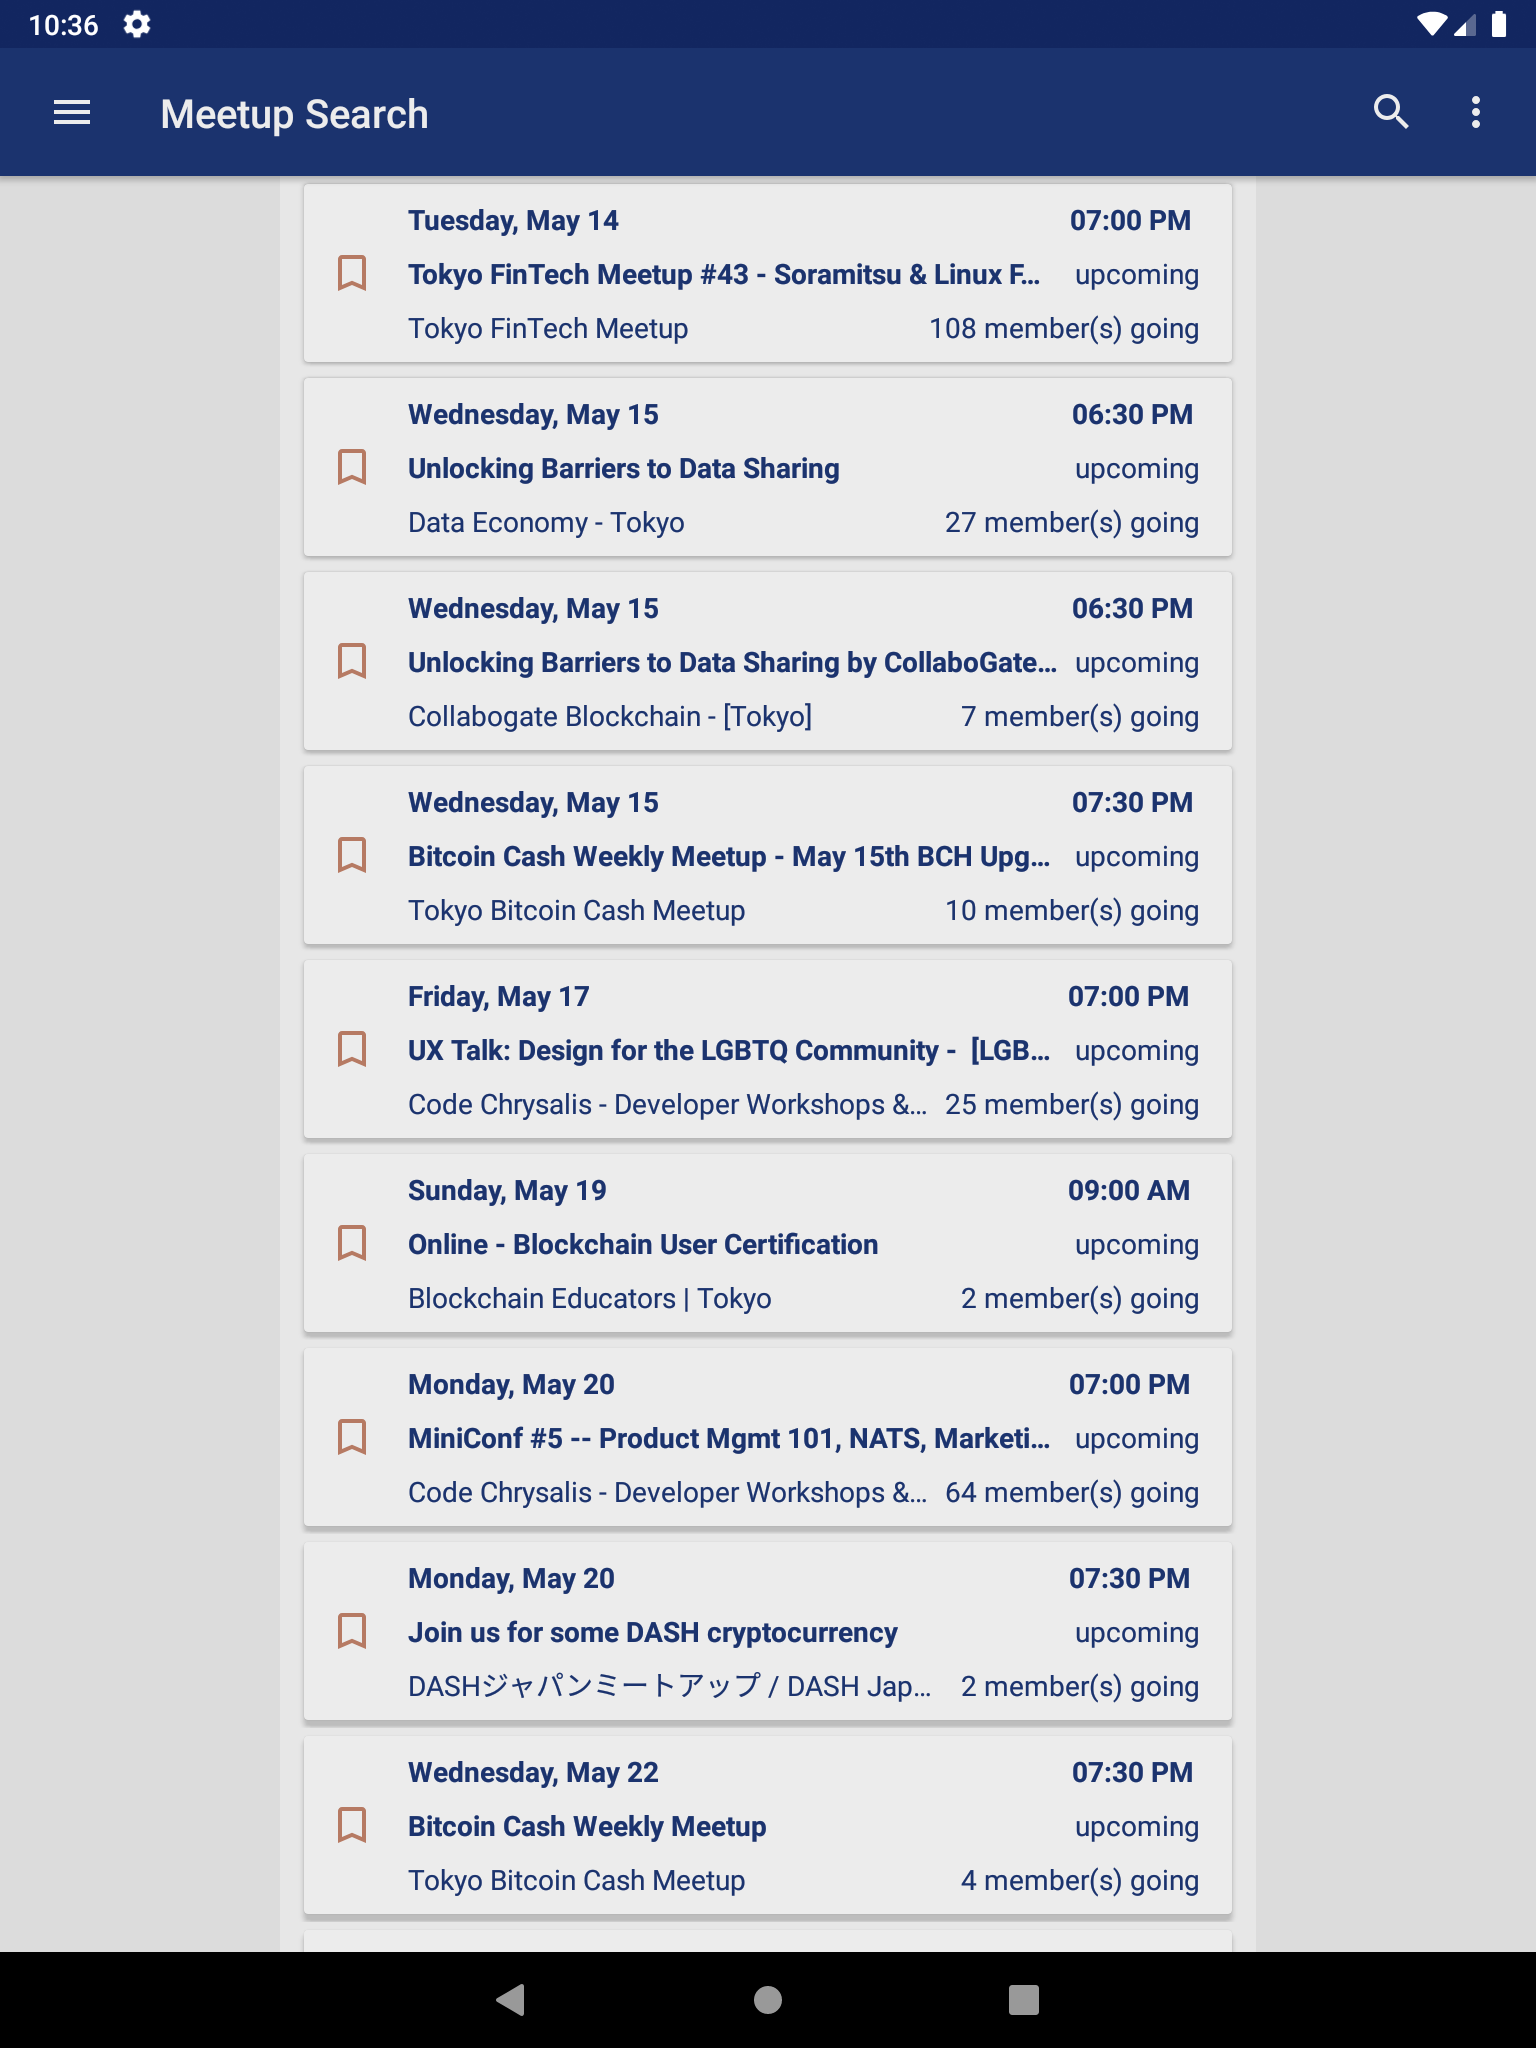 10:36
Meetup Search
Tuesday, May 14 07:00 PM
Tokyo FinTech Meetup #43 - Soramitsu & Linux F... upcoming
Tokyo FinTech Meetup 108 member(s) going
Wednesday, May 15 06:30 PM
Unlocking Barriers to Data Sharing upcoming
Data Economy - Tokyo 27 member(s) going
Wednesday, May 15 06:30 PM
Unlocking Barriers to Data Sharing by CollaboGate... upcoming
Collabogate Blockchain - [Tokyo] 7 member(s) going
Wednesday, May 15 07:30 PM
Bitcoin Cash Weekly Meetup - May 15th BCH Upg... upcoming
Tokyo Bitcoin Cash Meetup 10 member(s) going
Friday, May 17 07:00 PM
UX Talk: Design for the LGBTQ Community - [LGB... upcoming
Code Chrysalis - Developer Workshops &... 25 member(s) going
Sunday, May 19 09:00 AM
Online - Blockchain User Certification upcoming
Blockchain Educators | Tokyo 2 member(s) going
Monday, May 20 07:00 PM
MiniConf #5 -- Product Mgmt 101, NATS, Marketi... upcoming
Code Chrysalis - Developer Workshops &... 64 member(s) going
Monday, May 20 07:30 PM
Join us for some DASH cryptocurrency upcoming
DASHジャパンミートアップ / DASH Jap... 2 member(s) going
Wednesday, May 22 07:30 PM
Bitcoin Cash Weekly Meetup upcoming
Tokyo Bitcoin Cash Meetup 4 member(s) going